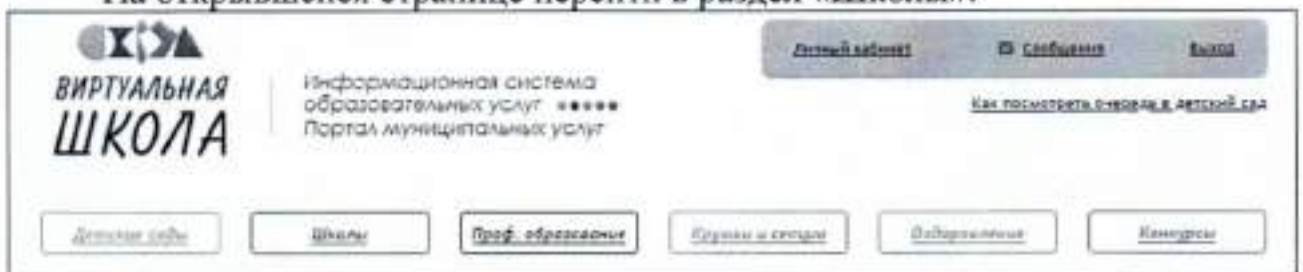 На открывшейся странице перейти в раздел «Школы».
Личный кабинет
Сообщения
Выход
ВИРТУАЛЬНАЯ
ШКОЛА
Информационная система
образовательных услуг
Портал муниципальных услуг
Как посмотреть очередь в детский сад
Детские сады
Школы
Проф. образование
Кружки и секции
Оздоровление
Конкурсы